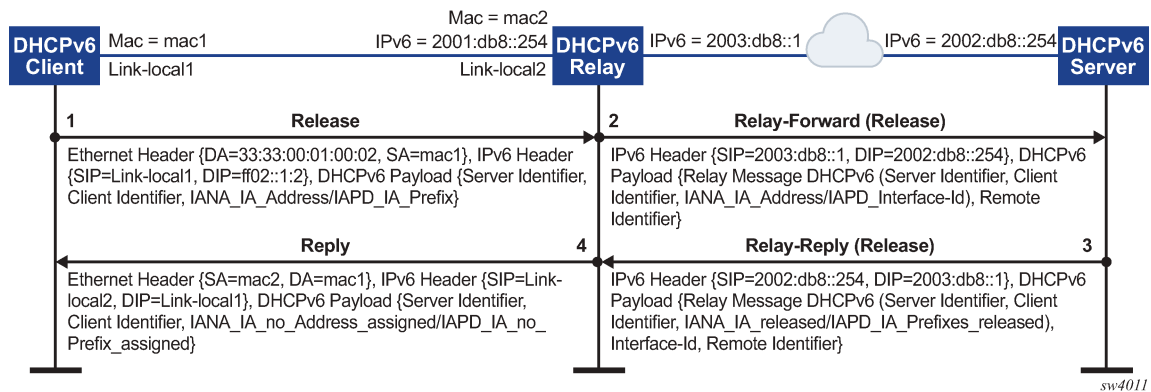 Mac = mac2
DHCPv6
Client
Mac = mac1
IPv6 = 2001:db8::254
DHCPv6
Relay
IPv6 = 2003:db8::1
IPv6 = 2002:db8::254
DHCPv6
Server
Link-local1
Link-local2
1
Release
2
Relay-Forward (Release)
Ethernet Header {DA=33:33:00:01:00:02, SA=mac1}, IPv6 Header
{SIP=Link-local1, DIP=ff02::1:2}, DHCPv6 Payload {Server Identifier,
Client Identifier, IANA_IA_Address/IAPD_IA_Prefix}
IPv6 Header {SIP=2003:db8::1, DIP=2002:db8::254}, DHCPv6
Payload {Relay Message DHCPv6 (Server Identifier, Client
Identifier, IANA_IA_Address/IAPD_Interface-Id), Remote
Identifier}
Reply
4
Relay-Reply (Release)
3
Ethernet Header {SA=mac2, DA=mac1}, IPv6 Header {SIP=Link-
local2, DIP=Link-local1}, DHCPv6 Payload {Server Identifier,
Client Identifier, IANA_IA_no_Address_assigned/IAPD_IA_no_
Prefix_assigned}
IPv6 Header {SIP=2002:db8::254, DIP=2003:db8::1}, DHCPv6
Payload {Relay Message DHCPv6 (Server Identifier, Client
Identifier, IANA_IA_released/IAPD_IA_Prefixes_released),
Interface-Id, Remote Identifier}
sw4011